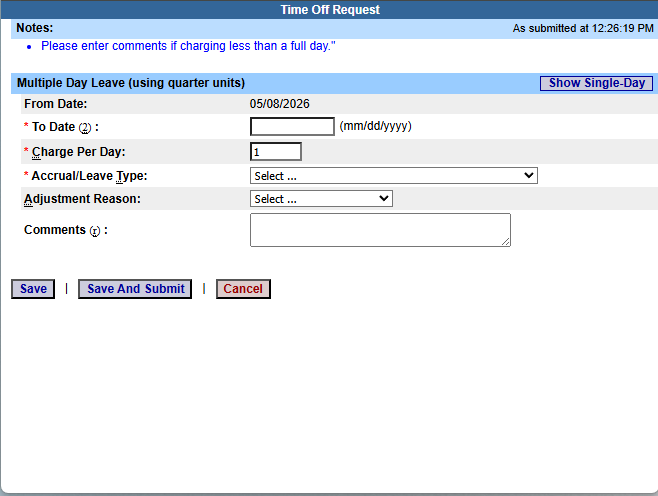 Time Off Request
Notes: As submitted at 12:26:19 PM
• Please enter comments if charging less than a full day."
Multiple Day Leave (using quarter units) Show Single-Day
From Date: 05/08/2026
* To Date (2) : (mm/dd/yyyy)
* Charge Per Day: 1
* Accrual/Leave Type: Select ...
Adjustment Reason: Select ...
Comments (r) :
Save | Save And Submit | Cancel